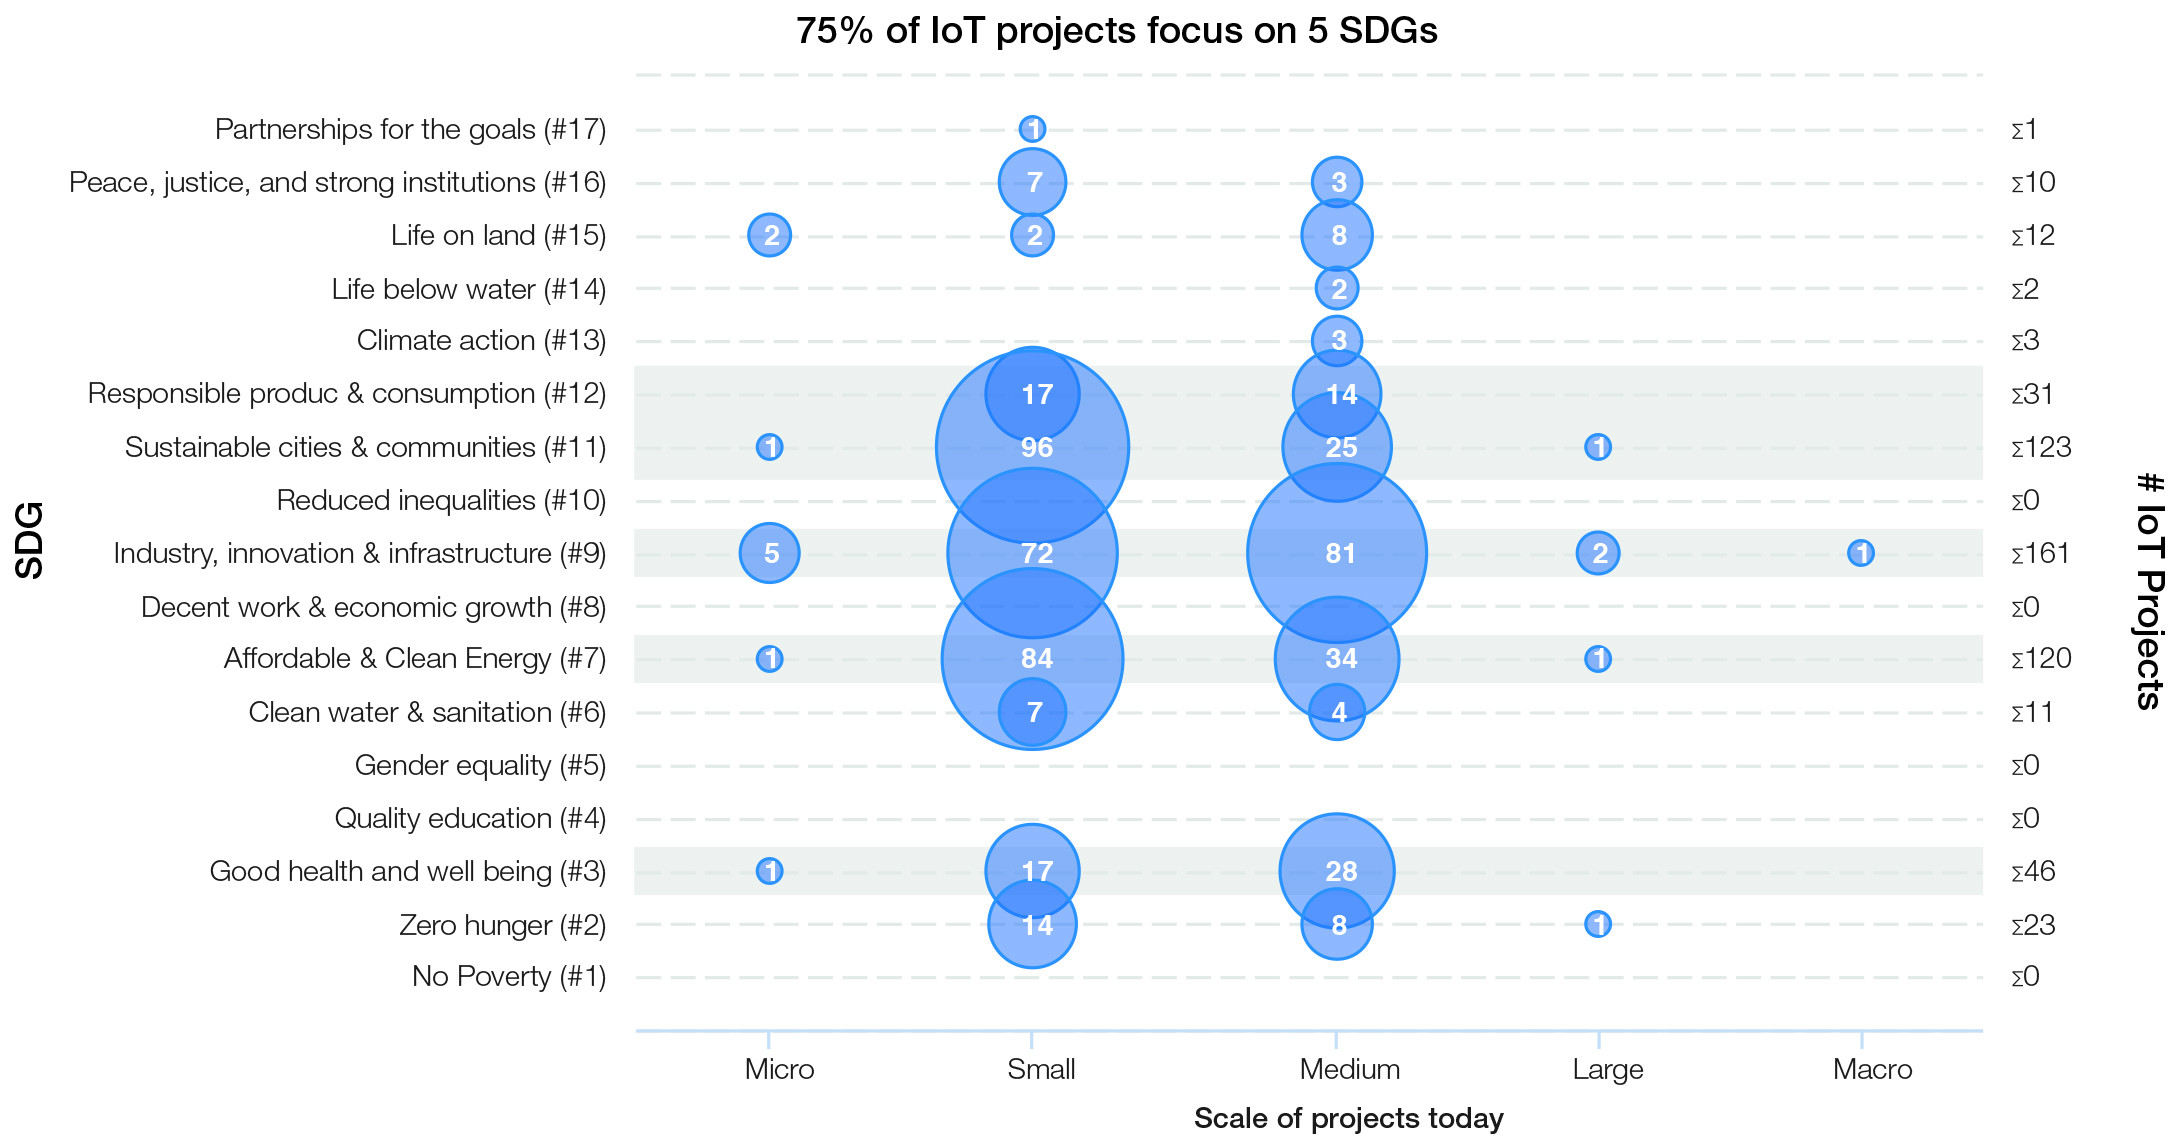 75% of IoT projects focus on 5 SDGs
Partnerships for the goals (#17) 1 Σ1
Peace, justice, and strong institutions (#16) 7 3 Σ10
Life on land (#15) 2 2 8 Σ12
Life below water (#14) 2 Σ2
Climate action (#13) 3 Σ3
Responsible produc & consumption (#12) 17 14 Σ31
Sustainable cities & communities (#11) 1 96 25 1 Σ123
Reduced inequalities (#10) Σ0
Industry, innovation & infrastructure (#9) 5 72 81 2 1 Σ161
Decent work & economic growth (#8) Σ0
Affordable & Clean Energy (#7) 1 84 34 1 Σ120
Clean water & sanitation (#6) 7 4 Σ11
Gender equality (#5) Σ0
Quality education (#4) Σ0
Good health and well being (#3) 1 17 28 Σ46
Zero hunger (#2) 14 8 1 Σ23
No Poverty (#1) Σ0
SDG
# IoT Projects
Micro Small Medium Large Macro
Scale of projects today